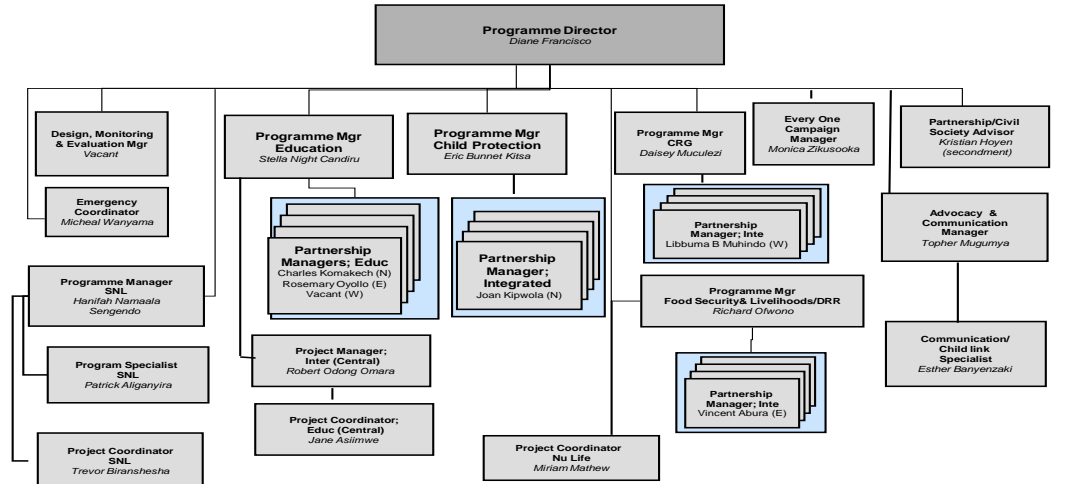 Programme Director
Diane Francisco
Design, Monitoring
& Evaluation Mgr
Vacant
Programme Mgr
Education
Stella Night Candiru
Programme Mgr
Child Protection
Eric Bunnet Kitsa
Programme Mgr
CRG
Daisey Muculezi
Every One
Campaign
Manager
Monica Zikusooka
Partnership/Civil
Society Advisor
Kristian Hoyen
(secondment)
Emergency
Coordinator
Micheal Wanyama
Partnership
Managers; Educ
Charles Komakech (N)
Rosemary Oyollo (E)
Vacant (W)
Partnership
Manager;
Integrated
Joan Kipwola (N)
Partnership
Manager; Inte
Libbuma B Muhindo (W)
Advocacy &
Communication
Manager
Topher Mugumya
Programme Manager
SNL
Hanifah Namaala
Sengendo
Programme Mgr
Food Security& Livelihoods/DRR
Richard Ofwono
Program Specialist
SNL
Patrick Aliganyira
Project Manager;
Inter (Central)
Robert Odong Omara
Partnership
Manager; Inte
Vincent Abura (E)
Communication/
Child link
Specialist
Esther Banyenzaki
Project Coordinator;
Educ (Central)
Jane Asiimwe
Project Coordinator
SNL
Trevor Biranshesha
Project Coordinator
Nu Life
Miriam Mathew